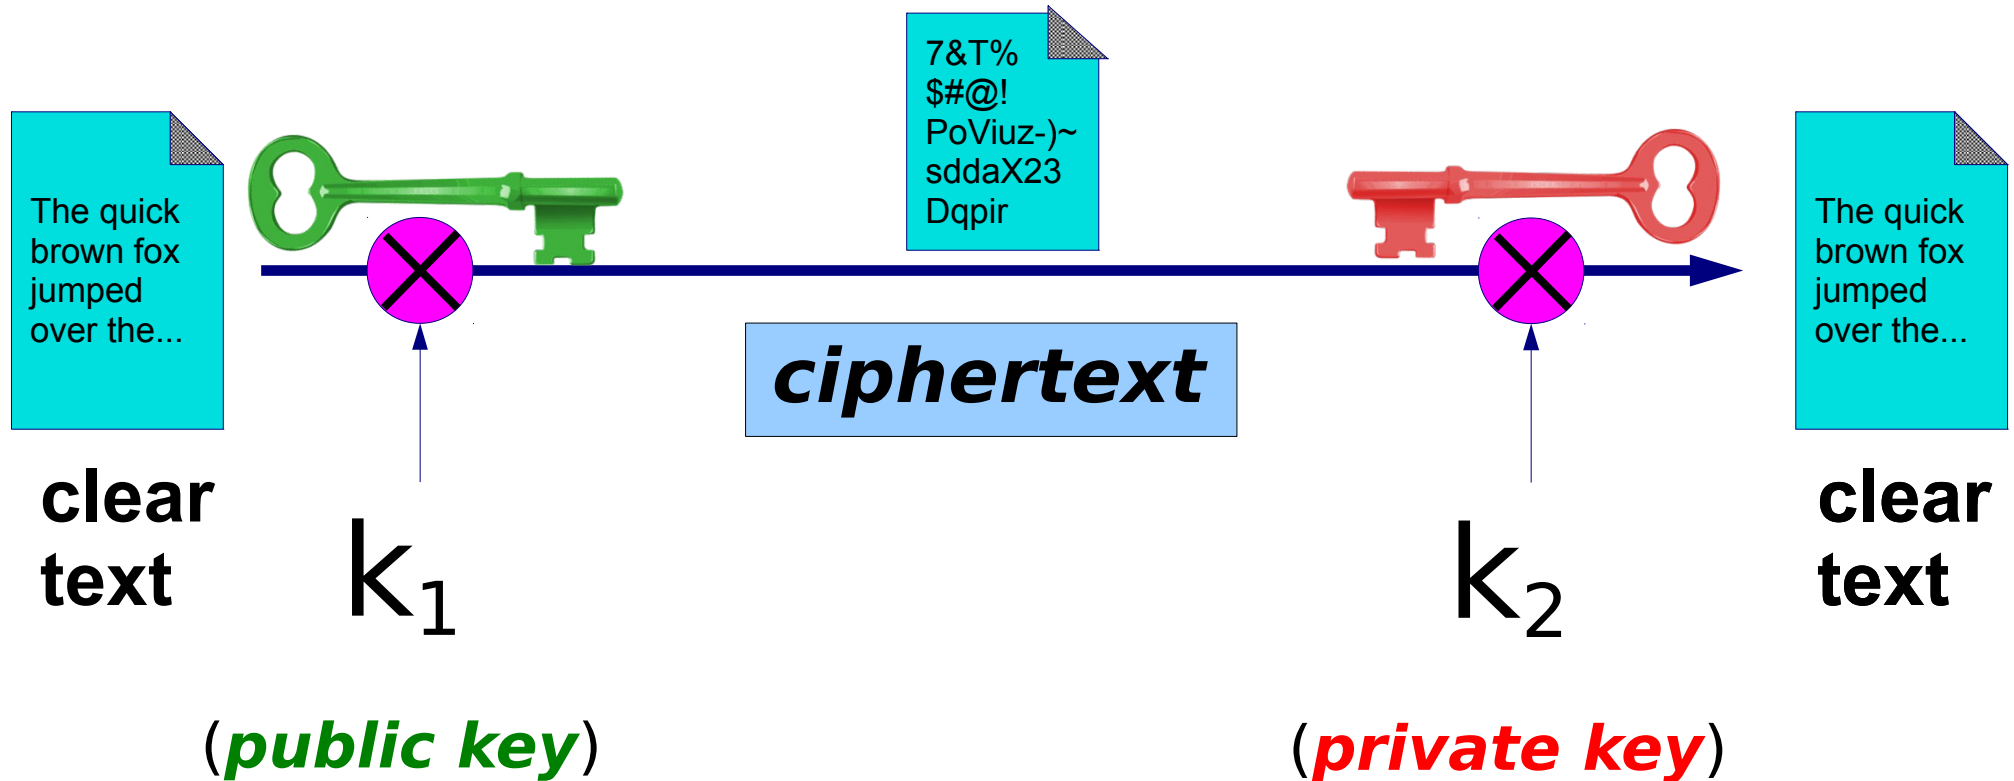 The quick
brown fox
jumped
over the...
clear
text
k1
(public key)
7&T%
$#@!
PoViuz-)~
sddaX23
Dqpir
ciphertext
k2
(private key)
The quick
brown fox
jumped
over the...
clear
text